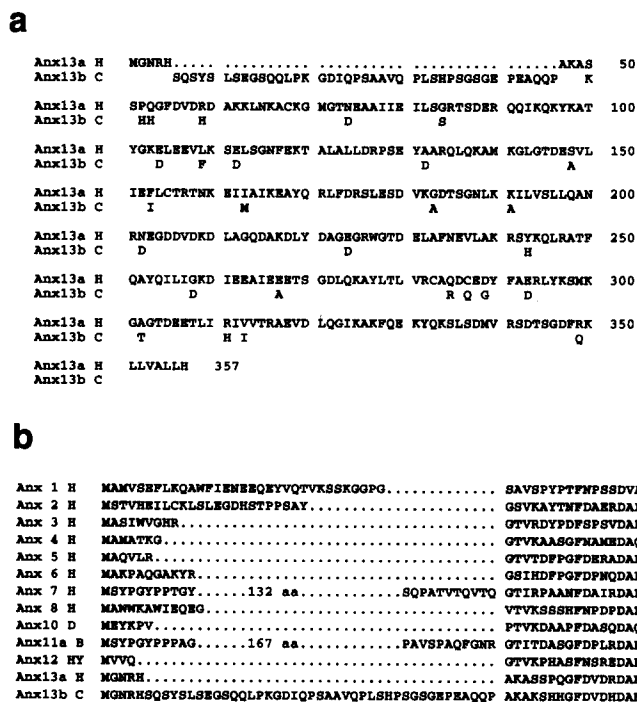 a
Anx13a H MGNRH..... .......... .......... .......... ......AKAS 50
Anx13b C SQSYS LSEGSQQLPK GDIQPSAAVQ PLSHPSGSGE PEAQQP K
Anx13a H SPQGFDVDRD AKKLNKACKG MGTNEAAIIE ILSGRTSDER QQIKQKYKAT 100
Anx13b C HH H D S
Anx13a H YGKELEEVLK SELSGNFEKT ALALLDRPSE YAARQLQKAM KGLGTDESVL 150
Anx13b C D F D D A
Anx13a H IEFLCTRTNK EIIAIKEAYQ RLFDRSLESD VKGDTSGNLK KILVSLLQAN 200
Anx13b C I M A A
Anx13a H RNEGDDVDKD LAGQDAKDLY DAGEGRWGTD ELAFNEVLAK RSYKQLRATF 250
Anx13b C D D H
Anx13a H QAYQILIGKD IEEAIEEETS GDLQKAYLTL VRCAQDCEDY FAERLYKSMK 300
Anx13b C D A R Q G D
Anx13a H GAGTDEETLI RIVVTRAEVD LQGIKAKFQE KYQKSLSDMV RSDTSGDFRK 350
Anx13b C T H I Q
Anx13a H LLVALLH 357
Anx13b C
b
Anx 1 H MAMVSEFLKQAWFIENEEQEYVQTVKSSKGGPG............. SAVSPYPTFNPSSDV
Anx 2 H MSTVHEILCKLSLEGDHSTPPSAY...................... GSVKAYTNFDAERDA
Anx 3 H MASIWVGHR..................................... GTVRDYPDFSPSVDA
Anx 4 H MAMATKG....................................... GTVKAASGFNAMEDA
Anx 5 H MAQVLR........................................ GTVTDFPGFDERADA
Anx 6 H MAKPAQGAKYR................................... GSIHDFPGFDPNQDA
Anx 7 H MSYPGYPPTGY......132 aa.............SQPATVTQVTQ GTIRPAANFDAIRDA
Anx 8 H MAWWKAWIEQEG.................................. VTVKSSSHFNPDPDA
Anx10 D MEYKPV........................................ PTVKDAAPFDASQDA
Anx11a B MSYPGYPPPAG......167 aa..........PAVSPAQFGNR GTITDASGFDPLRDA
Anx12 HY MVVQ.......................................... GTVKPHASFNSREDA
Anx13a H MGNRH......................................... AKASSPQGFDVDRDA
Anx13b C MGNRHSQSYSLSEGSQQLPKGDIQPSAAVQPLSHPSGSGEPEAQQP AKAKSHHGFDVDHDA